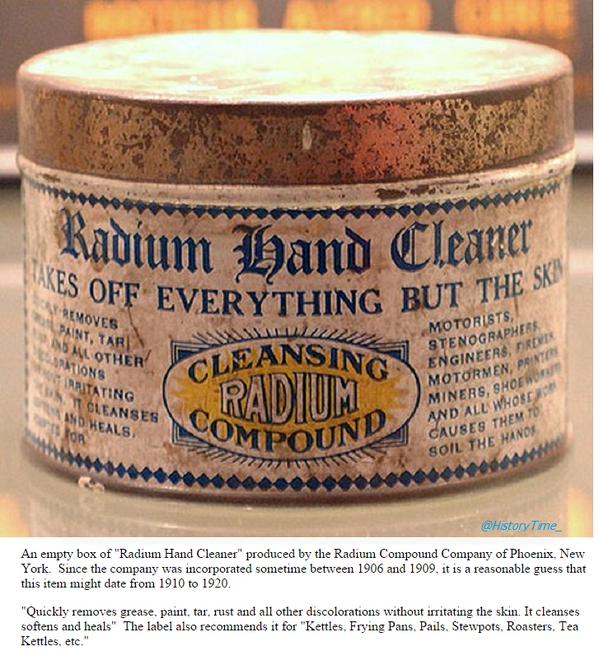 Radium Hand Cleaner
TAKES OFF EVERYTHING BUT THE SKIN
REMOVES
PAINT, TAR
AND ALL OTHER
IRRITATING
IT CLEANSES
AND HEALS.
FOR
CLEANSING
RADIUM
COMPOUND
MOTORISTS,
STENOGRAPHERS,
ENGINEERS, FIREMEN,
MOTORMEN, PRINTERS,
MINERS,
AND ALL WHOSE WORK
CAUSES THEM TO
SOIL THE HANDS.
@HistoryTime_
An empty box of "Radium Hand Cleaner" produced by the Radium Compound Company of Phoenix, New
York.  Since the company was incorporated sometime between 1906 and 1909, it is a reasonable guess that
this item might date from 1910 to 1920.
"Quickly removes grease, paint, tar, rust and all other discolorations without irritating the skin. It cleanses
softens and heals"  The label also recommends it for "Kettles, Frying Pans, Pails, Stewpots, Roasters, Tea
Kettles, etc."